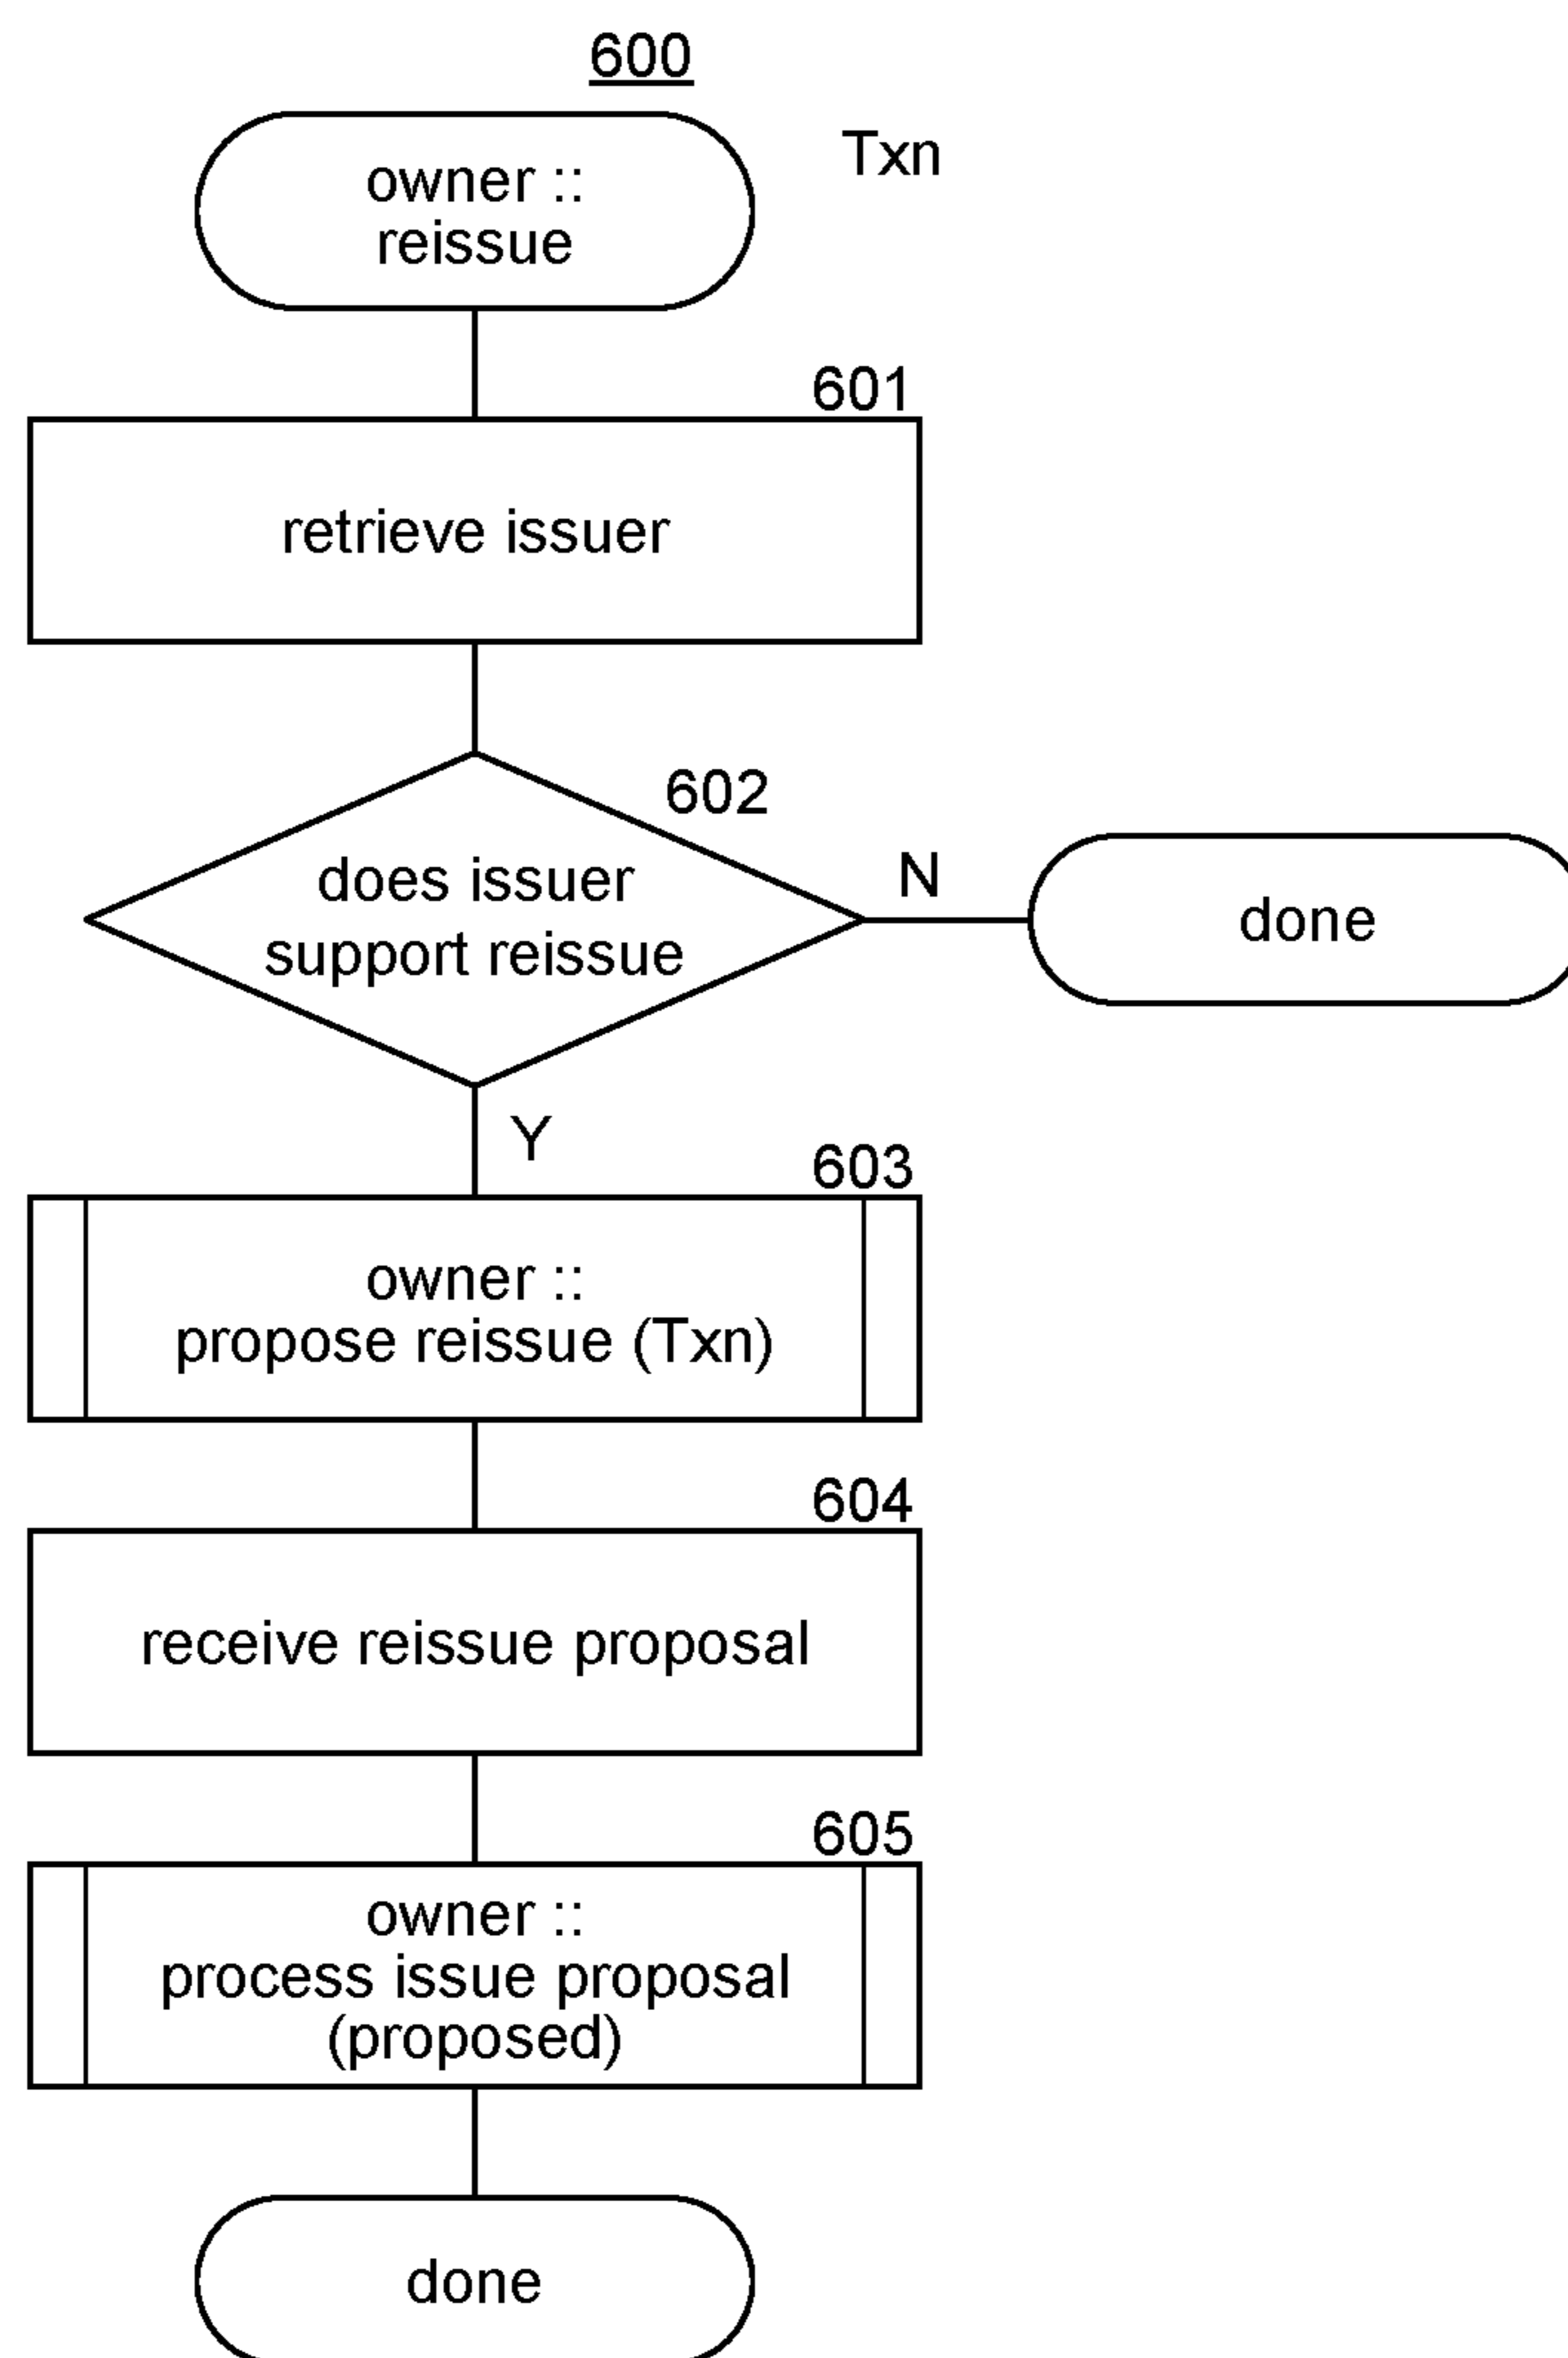 600
Txn
owner ::
reissue
601
retrieve issuer
602
does issuer
support reissue
N
done
Y
603
owner ::
propose reissue (Txn)
604
receive reissue proposal
605
owner ::
process issue proposal
(proposed)
done